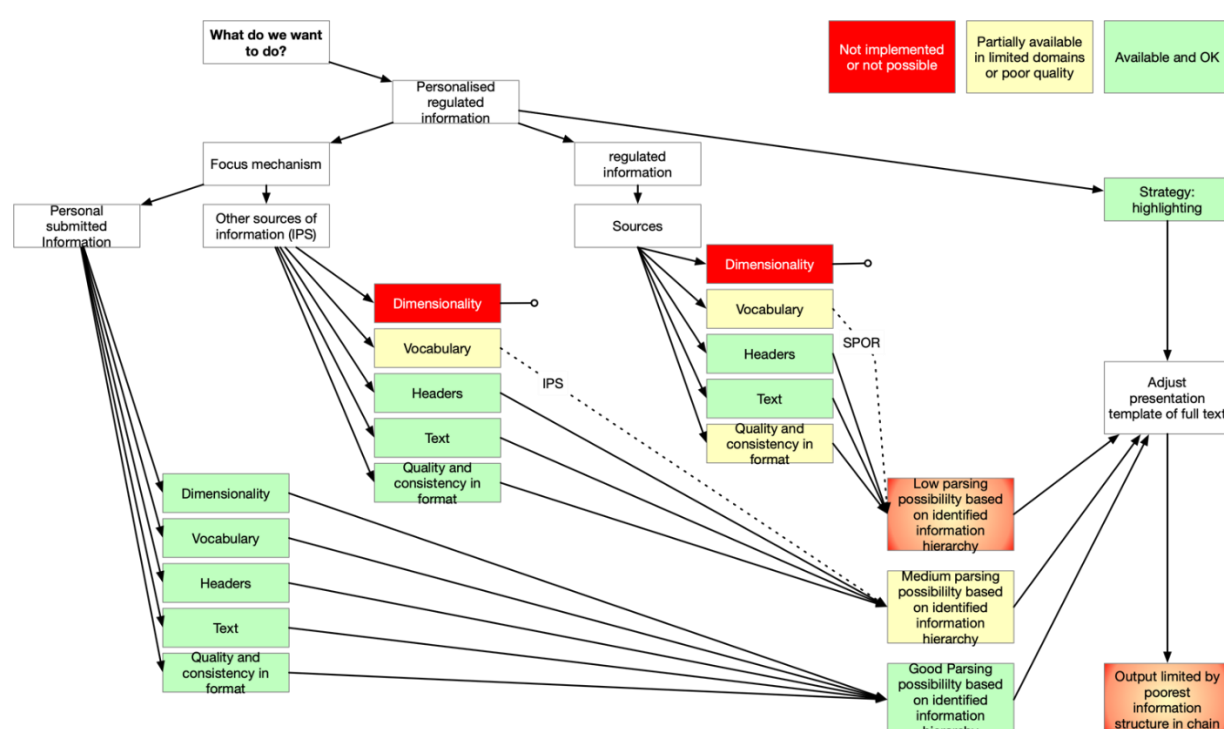 What do we want
to do?
Not implemented
or not possible
Partially available
in limited domains
or poor quality
Available and OK
Personalised
regulated
information
Focus mechanism
regulated
information
Strategy:
highlighting
Personal
submitted
Information
Other sources of
information (IPS)
Sources
Dimensionality
Vocabulary
Headers
Text
Quality and
consistency in
format
SPOR
Dimensionality
Vocabulary
Headers
Text
Quality and
consistency in
format
IPS
Adjust
presentation
template of full text
Dimensionality
Vocabulary
Headers
Text
Quality and
consistency in
format
Low parsing
possibililty based
on identified
information
hierarchy
Medium parsing
possibililty based
on identified
information
hierarchy
Good Parsing
possibililty based
on identified
information
hierarchy
Output limited by
poorest
information
structure in chain